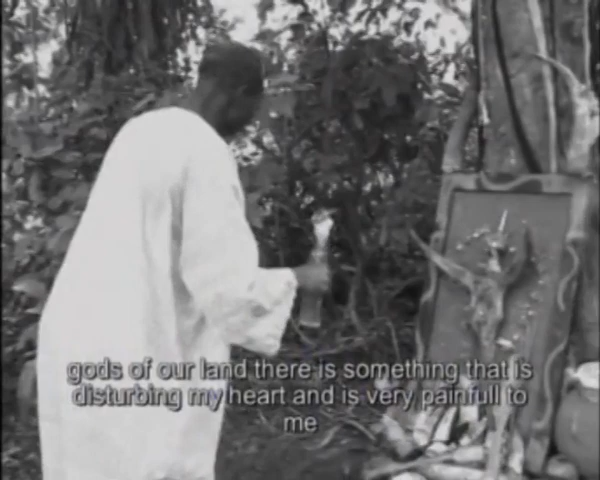 gods of our land there is something that is
disturbing my heart and is very painfull to
me